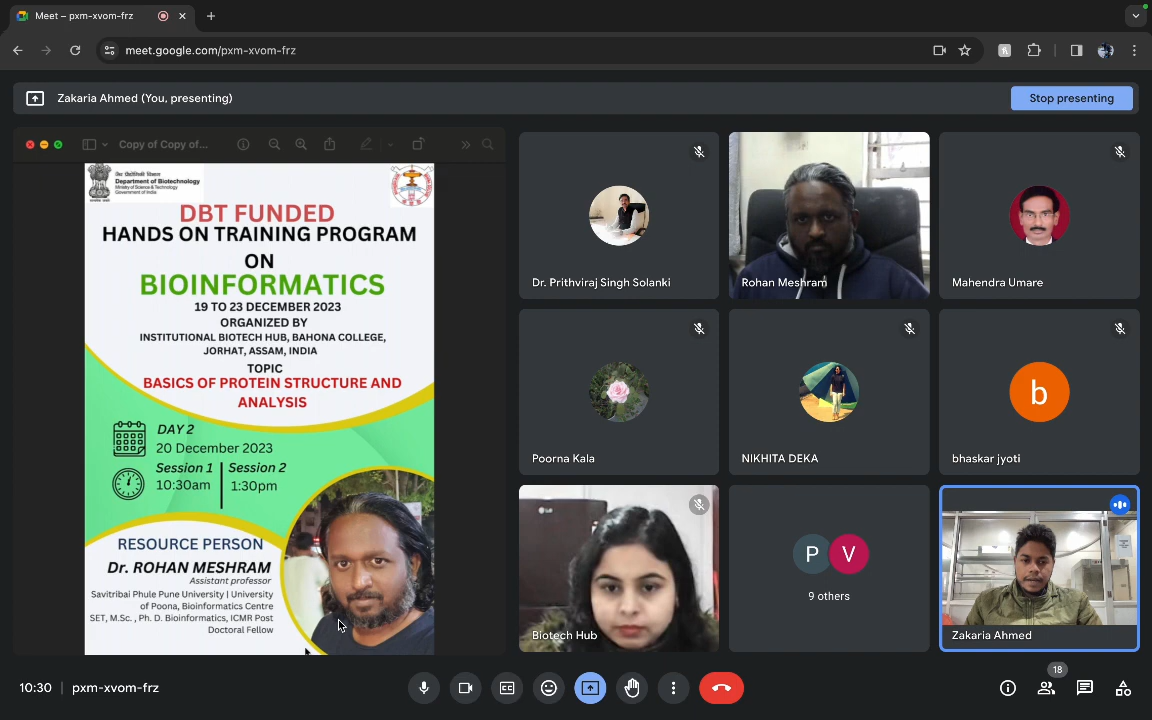 Meet – pxm-xvom-frz
meet.google.com/pxm-xvom-frz
Zakaria Ahmed (You, presenting)
Stop presenting
Copy of Copy of...
Department of Biotechnology
Ministry of Science & Technology
Government of India
DBT FUNDED
HANDS ON TRAINING PROGRAM
ON
BIOINFORMATICS
19 TO 23 DECEMBER 2023
ORGANIZED BY
INSTITUTIONAL BIOTECH HUB, BAHONA COLLEGE,
JORHAT, ASSAM, INDIA
TOPIC
BASICS OF PROTEIN STRUCTURE AND
ANALYSIS
DAY 2
20 December 2023
Session 1 Session 2
10:30am 1:30pm
RESOURCE PERSON
Dr. ROHAN MESHRAM
Assistant professor
Savitribai Phule Pune University | University
of Poona, Bioinformatics Centre
SET, M.Sc. , Ph. D. Bioinformatics, ICMR Post
Doctoral Fellow
Dr. Prithviraj Singh Solanki
Rohan Meshram
Mahendra Umare
Poorna Kala
NIKHITA DEKA
b
bhaskar jyoti
LG
Biotech Hub
P V
9 others
Zakaria Ahmed
10:30 | pxm-xvom-frz
CC
18